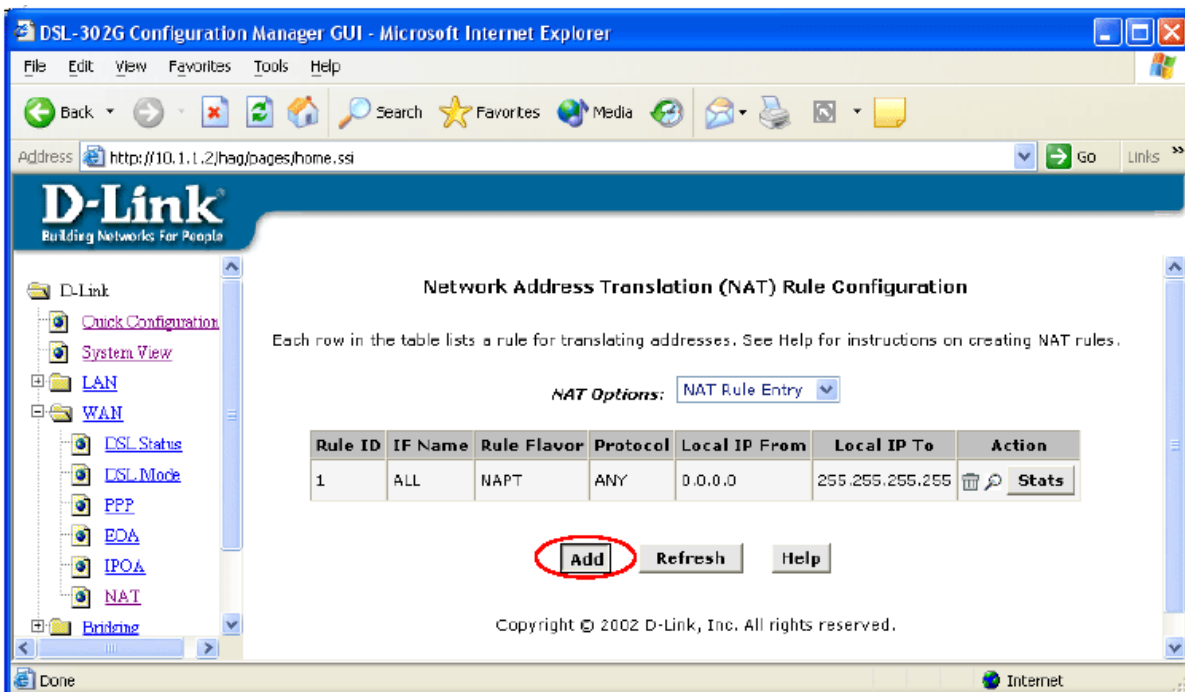 DSL-302G Configuration Manager GUI - Microsoft Internet Explorer
File Edit View Favorites Tools Help
Back Search Favorites Media
Address http://10.1.1.2/hag/pages/home.ssi Go Links »
D-Link
Building Networks For People
D-Link
Quick Configuration
System View
LAN
WAN
DSL Status
DSL Mode
PPP
EOA
IPOA
NAT
Bridging
Network Address Translation (NAT) Rule Configuration
Each row in the table lists a rule for translating addresses. See Help for instructions on creating NAT rules.
NAT Options: NAT Rule Entry
Rule ID IF Name Rule Flavor Protocol Local IP From Local IP To Action
1 ALL NAPT ANY 0.0.0.0 255.255.255.255 Stats
Add Refresh Help
Copyright © 2002 D-Link, Inc. All rights reserved.
Done Internet